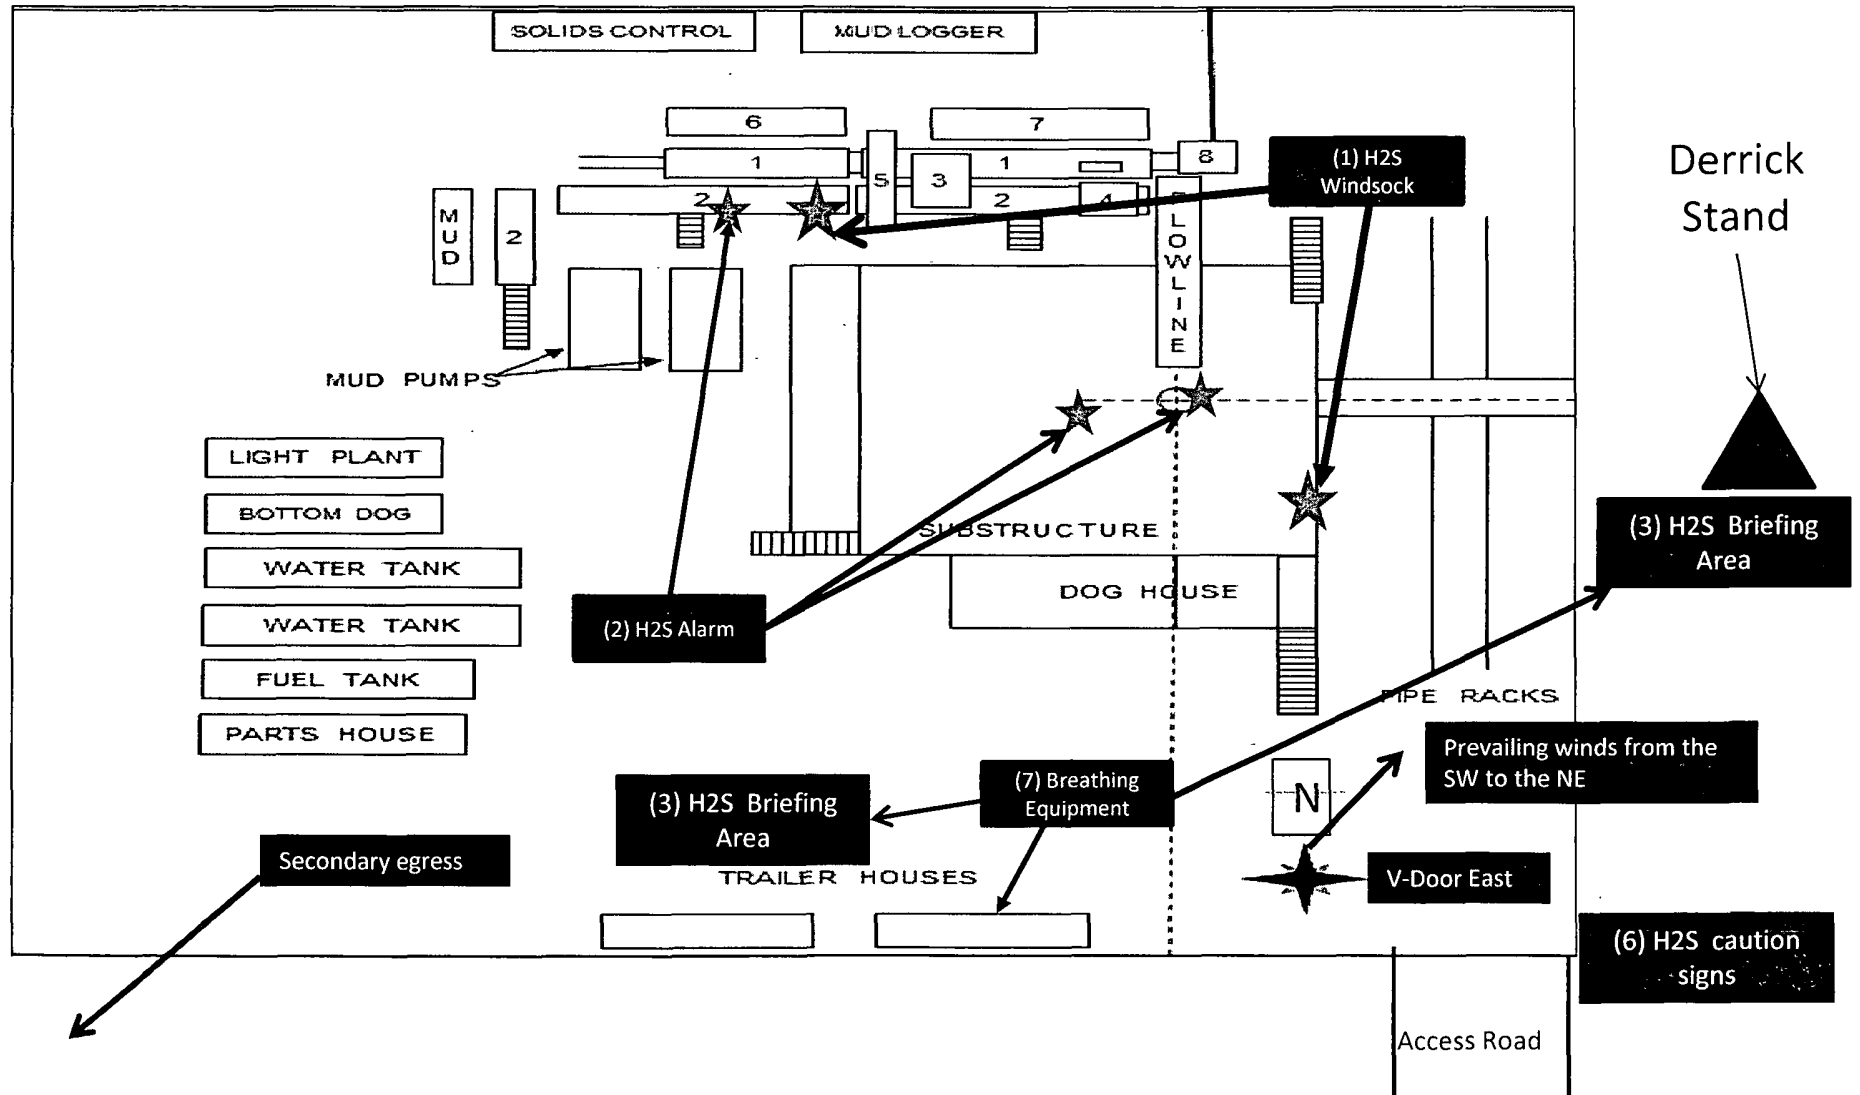 SOLIDS CONTROL
MUD LOGGER
6
7
1
5
3
1
8
2
2
4
(1) H2S
Windsock
Derrick
Stand
MUD
2
FLOWLINE
MUD PUMPS
LIGHT PLANT
BOTTOM DOG
WATER TANK
WATER TANK
FUEL TANK
PARTS HOUSE
SUBSTRUCTURE
DOG HOUSE
(2) H2S Alarm
(3) H2S Briefing
Area
PIPE RACKS
Prevailing winds from the
SW to the NE
(7) Breathing
Equipment
(3) H2S Briefing
Area
N
Secondary egress
TRAILER HOUSES
V-Door East
(6) H2S caution
signs
Access Road